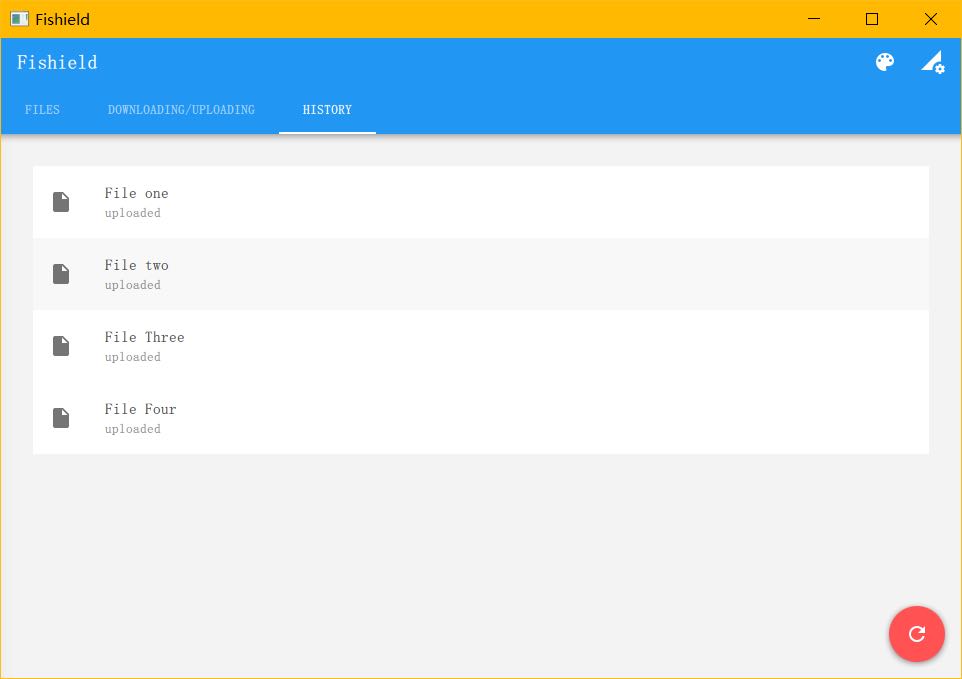 Fishield
Fishield
FILES DOWNLOADING/UPLOADING HISTORY
File one
uploaded
File two
uploaded
File Three
uploaded
File Four
uploaded